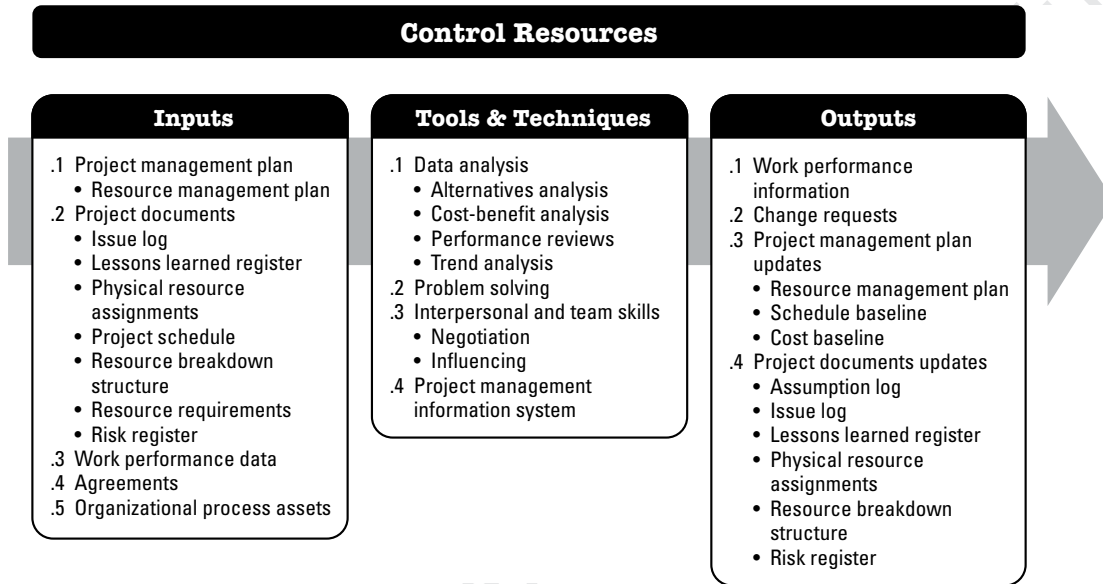 Control Resources
Inputs
.1 Project management plan
• Resource management plan
.2 Project documents
• Issue log
• Lessons learned register
• Physical resource
assignments
• Project schedule
• Resource breakdown
structure
• Resource requirements
• Risk register
.3 Work performance data
.4 Agreements
.5 Organizational process assets
Tools & Techniques
.1 Data analysis
• Alternatives analysis
• Cost-benefit analysis
• Performance reviews
• Trend analysis
.2 Problem solving
.3 Interpersonal and team skills
• Negotiation
• Influencing
.4 Project management
information system
Outputs
.1 Work performance
information
.2 Change requests
.3 Project management plan
updates
• Resource management plan
• Schedule baseline
• Cost baseline
.4 Project documents updates
• Assumption log
• Issue log
• Lessons learned register
• Physical resource
assignments
• Resource breakdown
structure
• Risk register